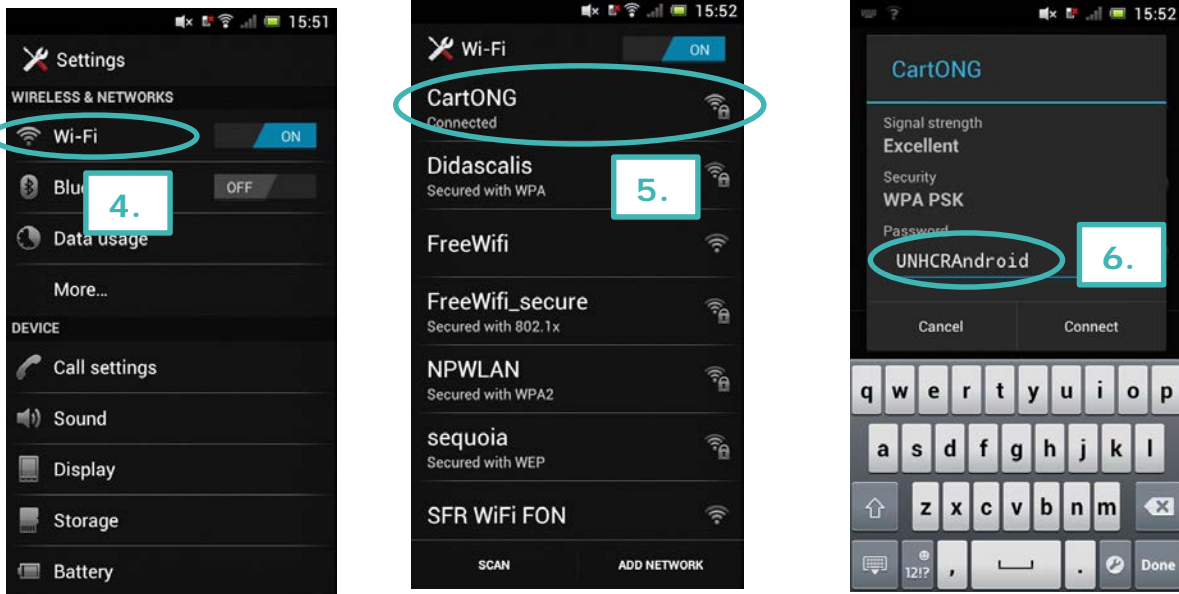 15:51
Settings
WIRELESS & NETWORKS
Wi-Fi
ON
Blu
OFF
4.
Data usage
More...
DEVICE
Call settings
Sound
Display
Storage
Battery
15:52
Wi-Fi
ON
CartONG
Connected
Didascalis
Secured with WPA
5.
FreeWifi
FreeWifi_secure
Secured with 802.1x
NPWLAN
Secured with WPA2
sequoia
Secured with WEP
SFR WiFi FON
SCAN ADD NETWORK
15:52
CartONG
Signal strength
Excellent
Security
WPA PSK
Password
UNHCRAndroid
6.
Cancel Connect
q w e r t y u i o p
a s d f g h j k l
z x c v b n m
12!? , . Done